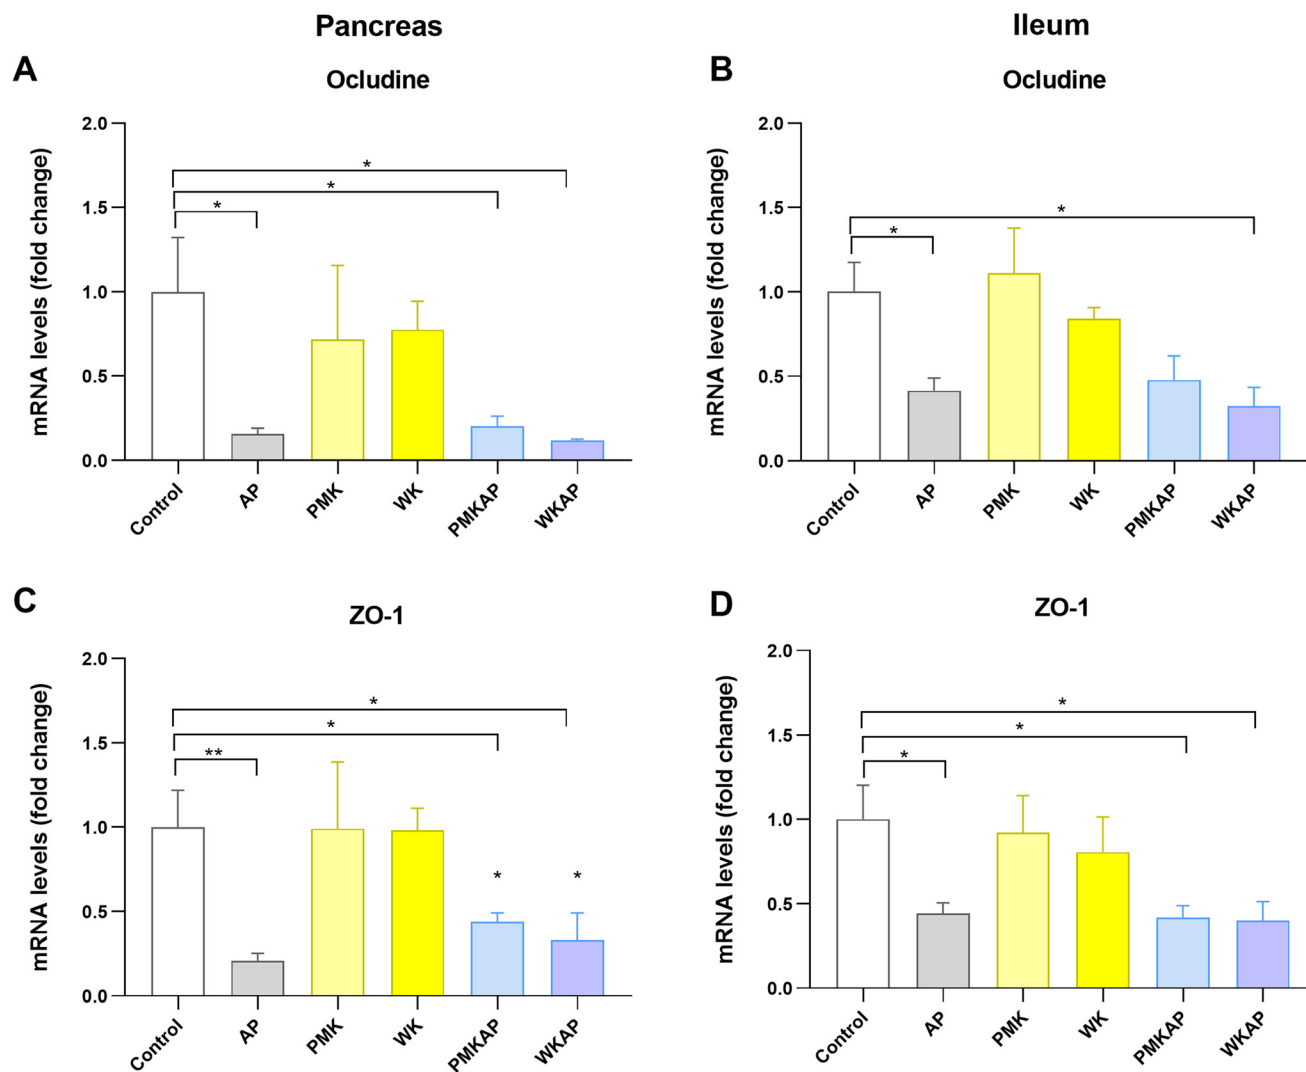 Pancreas
Ileum
A
Ocludine
mRNA levels (fold change)
2.0
1.5
1.0
0.5
0.0
*
*
*
Control
AP
PMK
WK
PMKAP
WKAP
B
Ocludine
mRNA levels (fold change)
2.0
1.5
1.0
0.5
0.0
*
*
Control
AP
PMK
WK
PMKAP
WKAP
C
ZO-1
mRNA levels (fold change)
2.0
1.5
1.0
0.5
0.0
*
*
**
*
*
Control
AP
PMK
WK
PMKAP
WKAP
D
ZO-1
mRNA levels (fold change)
2.0
1.5
1.0
0.5
0.0
*
*
*
Control
AP
PMK
WK
PMKAP
WKAP